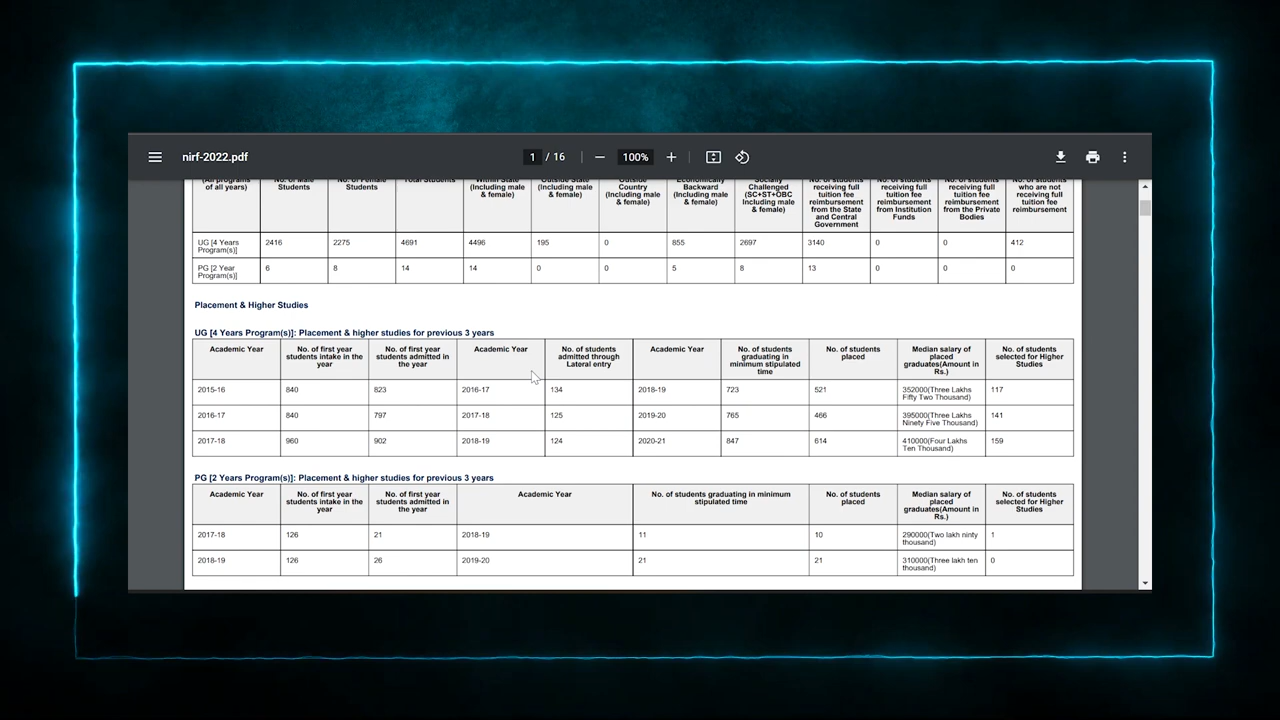 nirf-2022.pdf
1 / 16
100%
(All programs of all years) No. of Male Students No. of Female Students Total Students Within State (Including male & female) Outside State (Including male & female) Outside Country (Including male & female) Economically Backward (Including male & female) Socially Challenged (SC+ST+OBC Including male & female) No. of students receiving full tuition fee reimbursement from the State and Central Government No. of students receiving full tuition fee reimbursement from Institution Funds No. of students receiving full tuition fee reimbursement from the Private Bodies No. of students who are not receiving full tuition fee reimbursement
UG [4 Years Program(s)] 2416 2275 4691 4496 195 0 855 2697 3140 0 0 412
PG [2 Year Program(s)] 6 8 14 14 0 0 5 8 13 0 0 0
Placement & Higher Studies
UG [4 Years Program(s)]: Placement & higher studies for previous 3 years
Academic Year No. of first year students intake in the year No. of first year students admitted in the year Academic Year No. of students admitted through Lateral entry Academic Year No. of students graduating in minimum stipulated time No. of students placed Median salary of placed graduates(Amount in Rs.) No. of students selected for Higher Studies
2015-16 840 823 2016-17 134 2018-19 723 521 352000(Three Lakhs Fifty Two Thousand) 117
2016-17 840 797 2017-18 125 2019-20 765 466 395000(Three Lakhs Ninety Five Thousand) 141
2017-18 960 902 2018-19 124 2020-21 847 614 410000(Four Lakhs Ten Thousand) 159
PG [2 Years Program(s)]: Placement & higher studies for previous 3 years
Academic Year No. of first year students intake in the year No. of first year students admitted in the year Academic Year No. of students graduating in minimum stipulated time No. of students placed Median salary of placed graduates(Amount in Rs.) No. of students selected for Higher Studies
2017-18 126 21 2018-19 11 10 290000(Two lakh ninty thousand) 1
2018-19 126 26 2019-20 21 21 310000(Three lakh ten thousand) 0